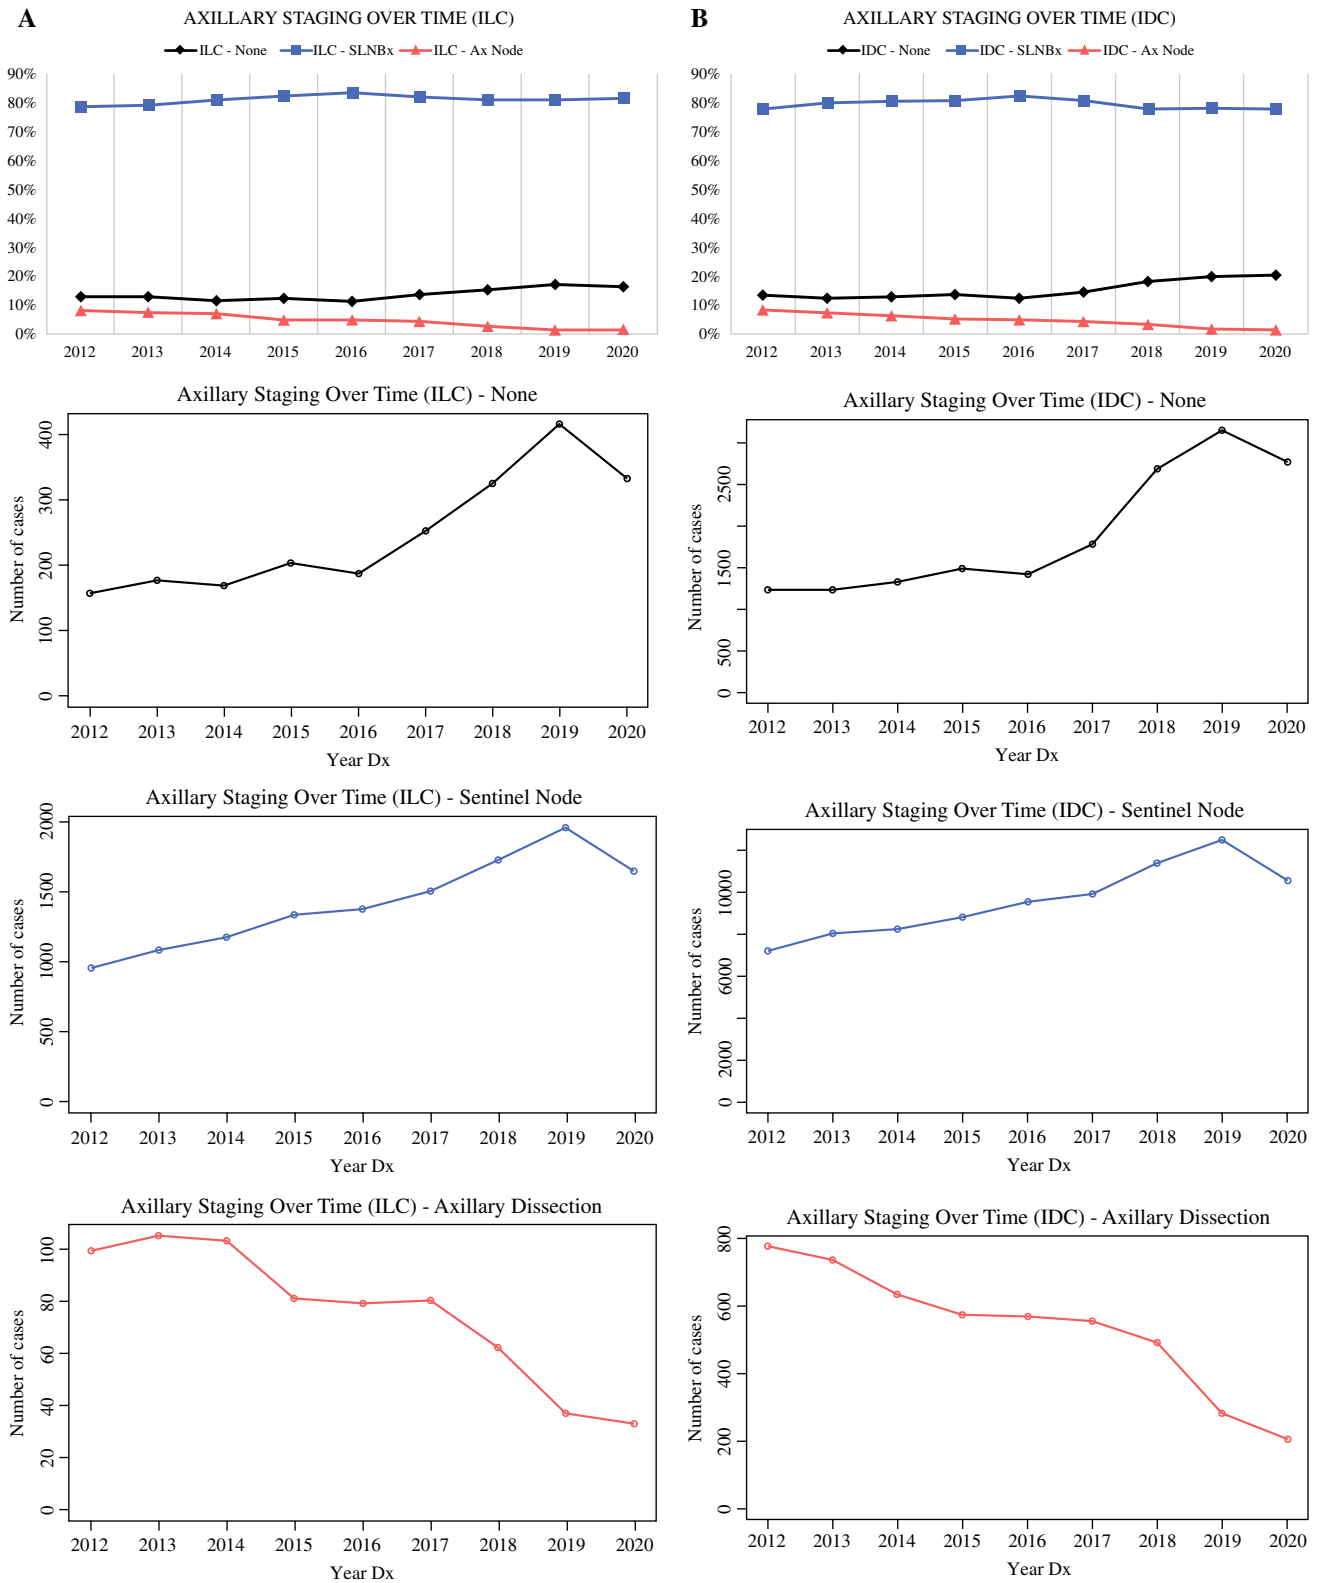 A
AXILLARY STAGING OVER TIME (ILC)
ILC - None ILC - SLNBx ILC - Ax Node
90%
80%
70%
60%
50%
40%
30%
20%
10%
0%
2012 2013 2014 2015 2016 2017 2018 2019 2020
Axillary Staging Over Time (ILC) - None
Number of cases
400
300
200
100
0
2012 2013 2014 2015 2016 2017 2018 2019 2020
Year Dx
Axillary Staging Over Time (ILC) - Sentinel Node
Number of cases
2000
1500
1000
500
0
2012 2013 2014 2015 2016 2017 2018 2019 2020
Year Dx
Axillary Staging Over Time (ILC) - Axillary Dissection
Number of cases
100
80
60
40
20
0
2012 2013 2014 2015 2016 2017 2018 2019 2020
Year Dx
B
AXILLARY STAGING OVER TIME (IDC)
IDC - None IDC - SLNBx IDC - Ax Node
90%
80%
70%
60%
50%
40%
30%
20%
10%
0%
2012 2013 2014 2015 2016 2017 2018 2019 2020
Axillary Staging Over Time (IDC) - None
Number of cases
2500
1500
500
0
2012 2013 2014 2015 2016 2017 2018 2019 2020
Year Dx
Axillary Staging Over Time (IDC) - Sentinel Node
Number of cases
10000
6000
2000
0
2012 2013 2014 2015 2016 2017 2018 2019 2020
Year Dx
Axillary Staging Over Time (IDC) - Axillary Dissection
Number of cases
800
600
400
200
0
2012 2013 2014 2015 2016 2017 2018 2019 2020
Year Dx